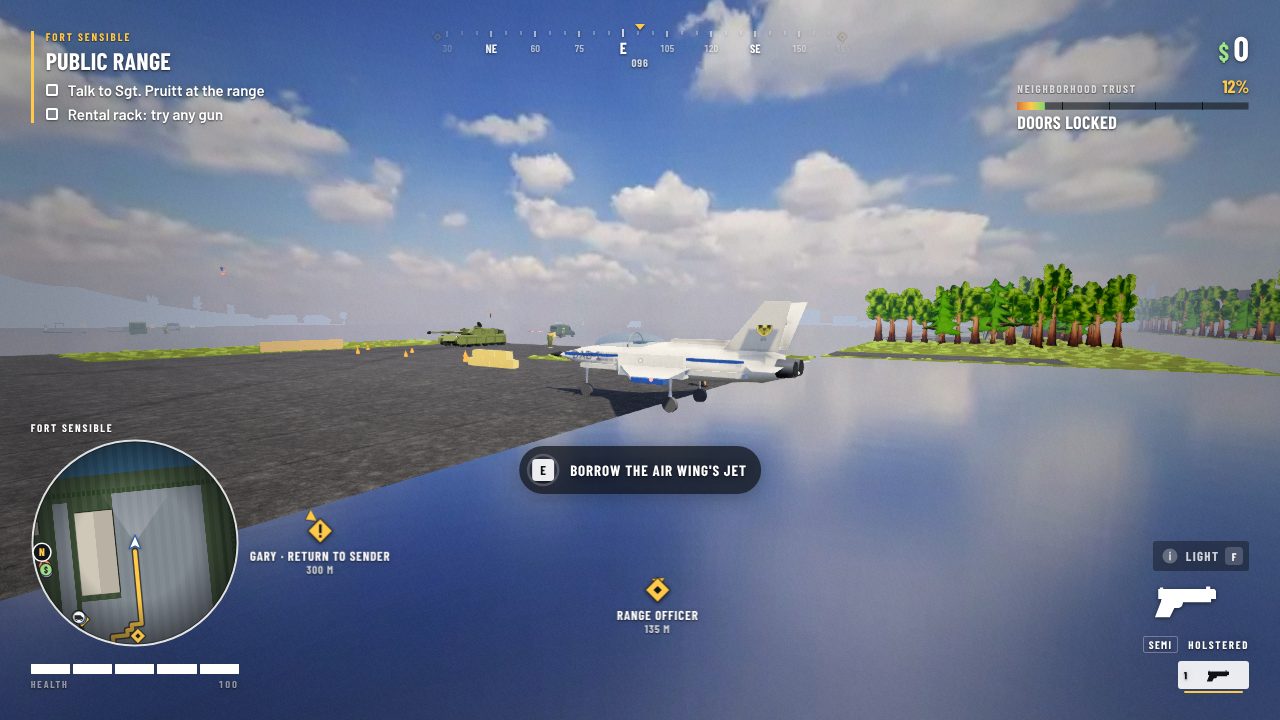 FORT SENSIBLE
PUBLIC RANGE
Talk to Sgt. Pruitt at the range
Rental rack: try any gun
30 NE 60 75 E 105 120 SE 150
096
$0
NEIGHBORHOOD TRUST 12%
DOORS LOCKED
E BORROW THE AIR WING'S JET
FORT SENSIBLE
N
$
GARY · RETURN TO SENDER
300 M
RANGE OFFICER
135 M
HEALTH 100
i LIGHT F
SEMI HOLSTERED
1